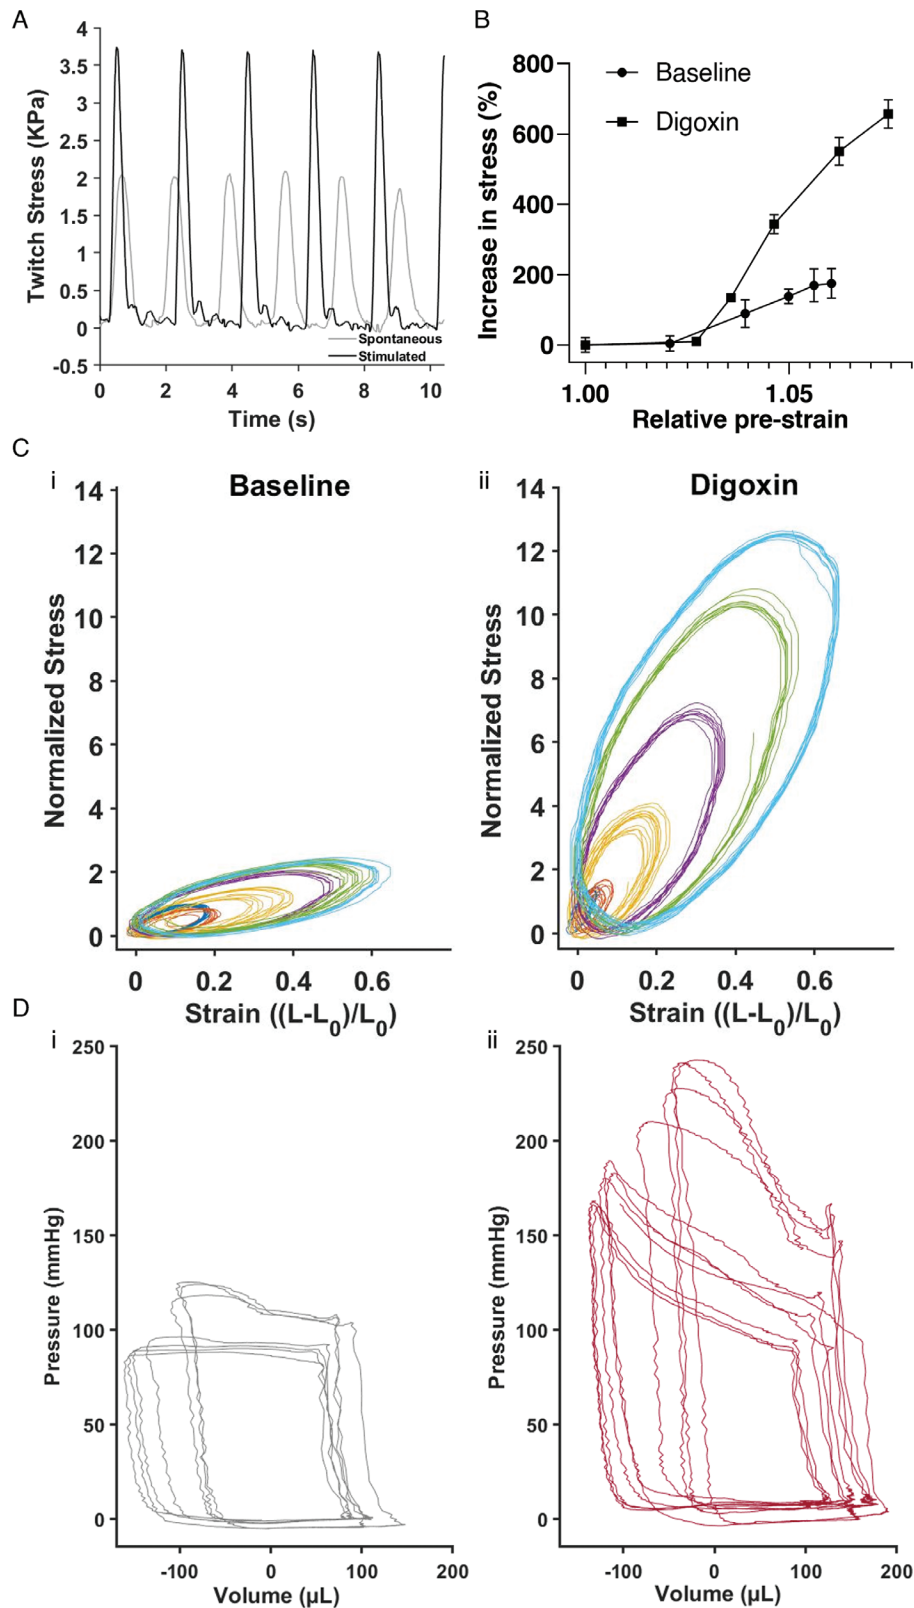 A
4
3.5
3
2.5
2
1.5
1
0.5
0
-0.5
Twitch Stress (KPa)
Spontaneous
Stimulated
0 2 4 6 8 10
Time (s)
B
800
600
400
200
0
Increase in stress (%)
Baseline
Digoxin
1.00 1.05
Relative pre-strain
C
i
Baseline
14
12
10
8
6
4
2
0
Normalized Stress
0 0.2 0.4 0.6
Strain ((L-L0)/L0)
ii
Digoxin
14
12
10
8
6
4
2
0
Normalized Stress
0 0.2 0.4 0.6
Strain ((L-L0)/L0)
D
i
250
200
150
100
50
0
Pressure (mmHg)
-100 0 100 200
Volume (µL)
ii
250
200
150
100
50
0
Pressure (mmHg)
-100 0 100 200
Volume (µL)